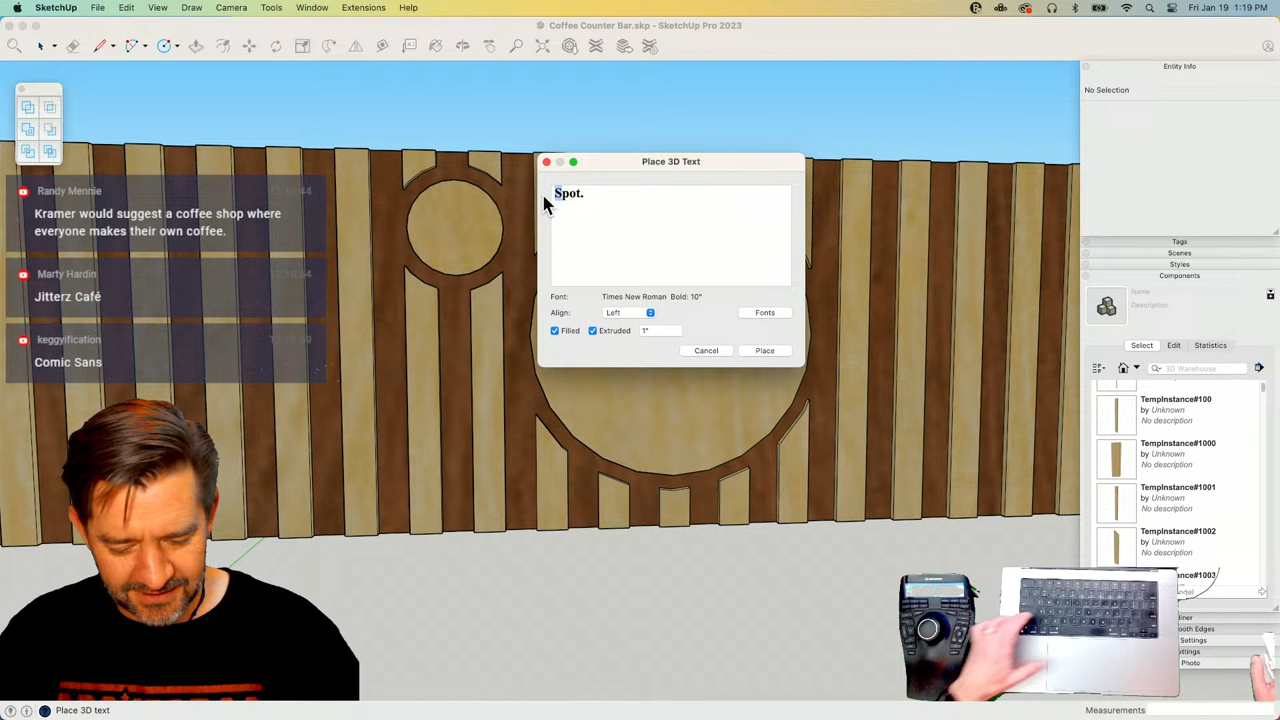 SketchUp File Edit View Camera Draw Camera Tools Window Extensions Help Fri Jan 19 1:19 PM
Coffee Counter Bar.skp - SketchUp Pro 2023
Entity Info
No Selection
Place 3D Text
Spot.
Font: Times New Roman Bold: 10"
Align: Left Fonts
Filled Extruded 1"
Cancel Place
Randy Mennie
Kramer would suggest a coffee shop where
everyone makes their own coffee.
Marty Hardin
Jitterz Café
keggyification
Comic Sans
Tags
Scenes
Styles
Components
Name
Description
Select Edit Statistics
3D Warehouse
TempInstance#100
by Unknown
No description
TempInstance#1000
by Unknown
No description
TempInstance#1001
by Unknown
No description
TempInstance#1002
by Unknown
No description
Place 3D text
Measurements